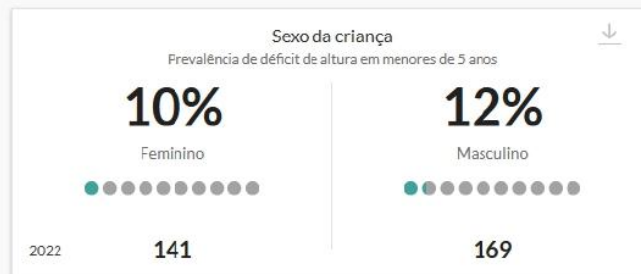 Sexo da criança
Prevalência de déficit de altura em menores de 5 anos
10% 12%
Feminino Masculino
2022 141 169